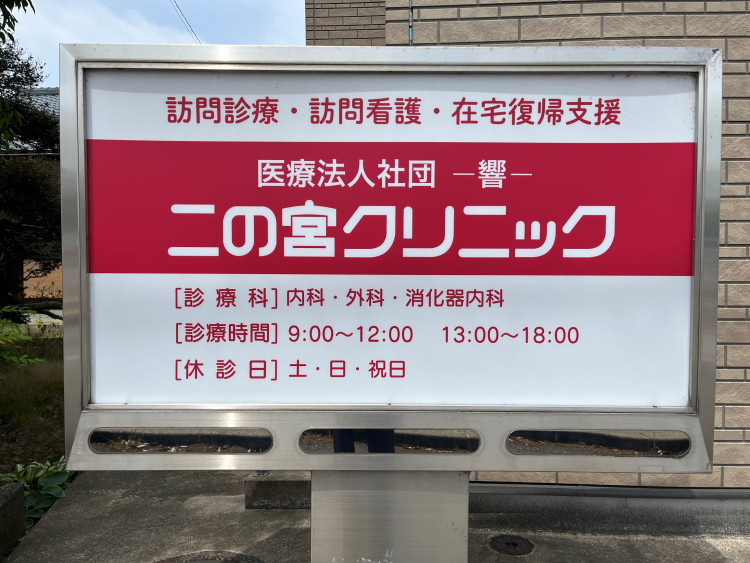 訪問診療・訪問看護・在宅復帰支援
医療法人社団 －響－
二の宮クリニック
[診療科] 内科・外科・消化器内科
[診療時間] 9:00～12:00 13:00～18:00
[休診日] 土・日・祝日